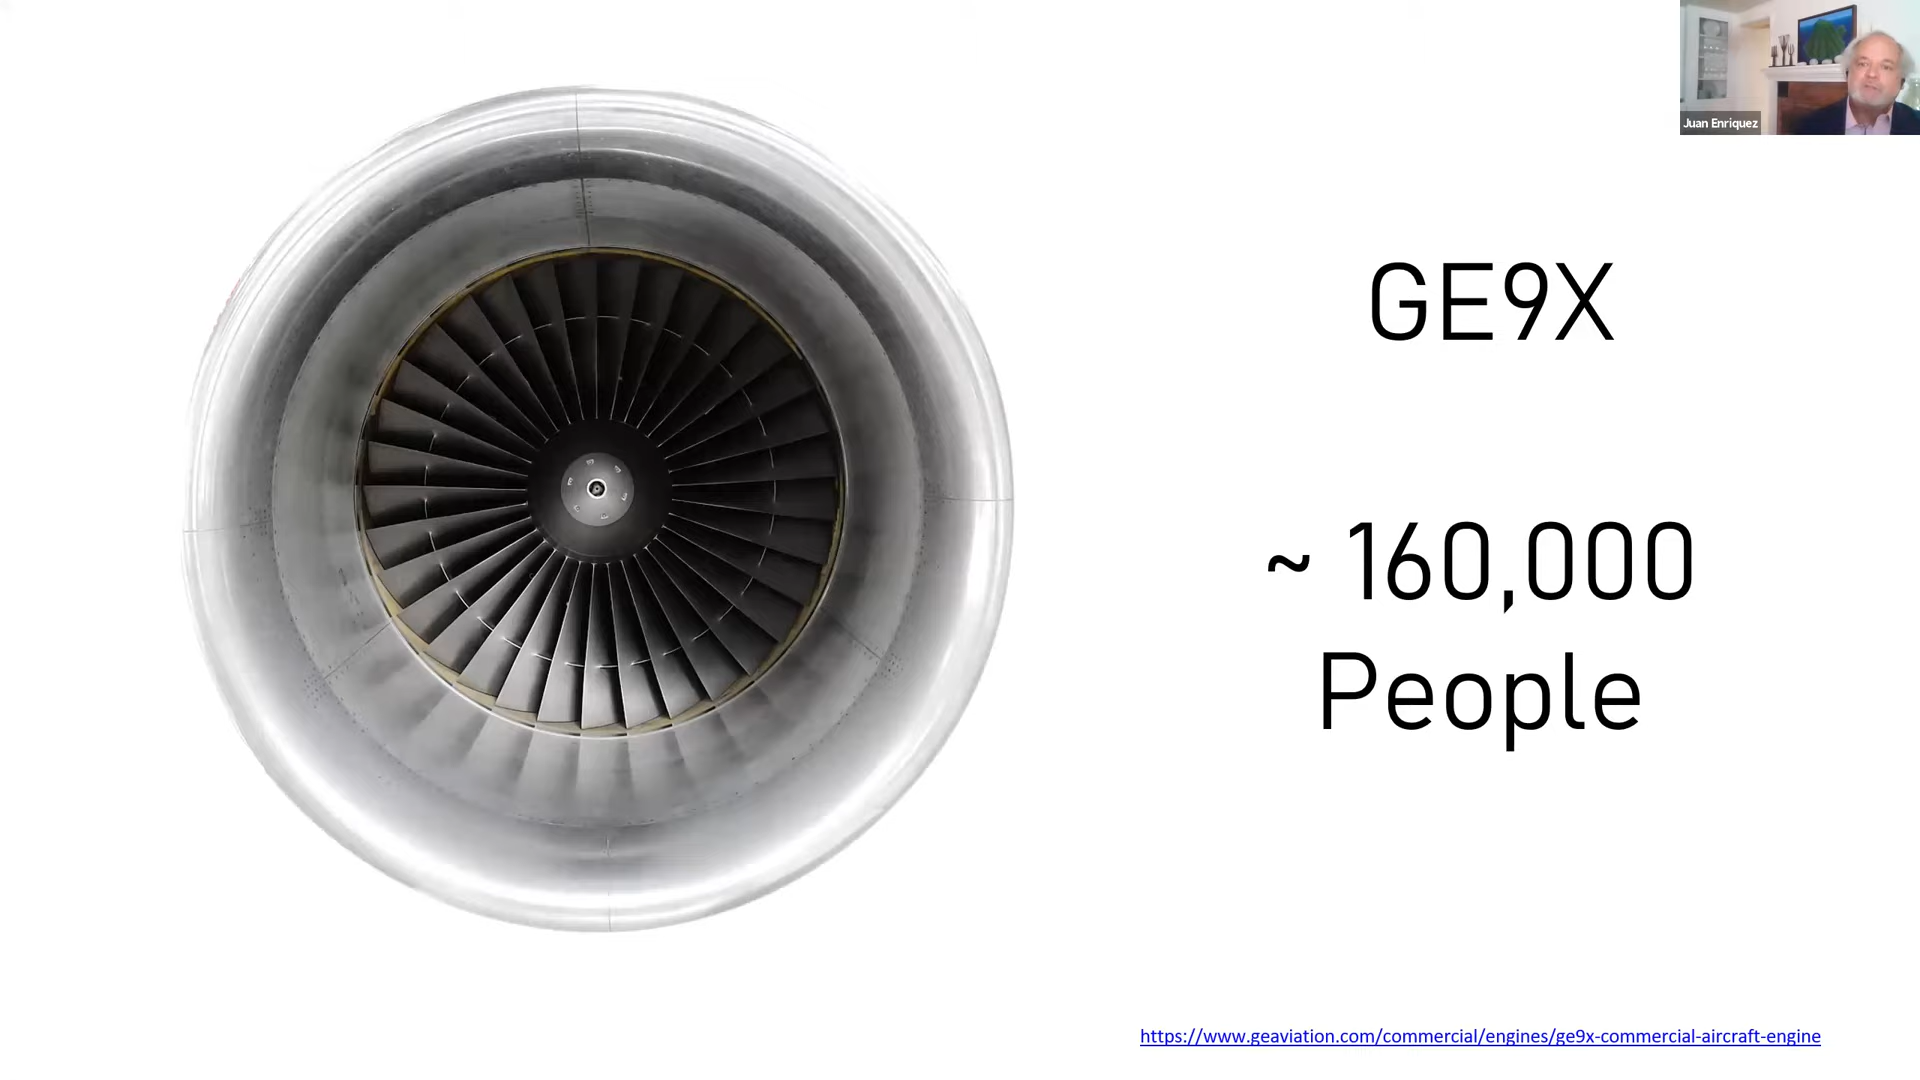 Juan Enriquez
GE9X
~ 160,000
People
https://www.geaviation.com/commercial/engines/ge9x-commercial-aircraft-engine